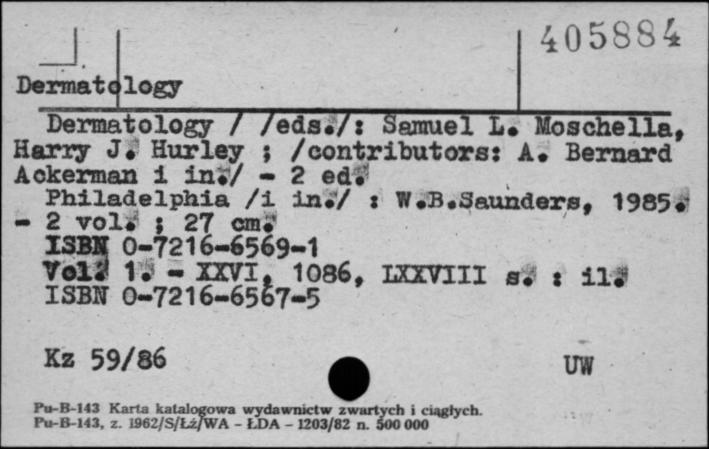 405884
Dermatology
Dermatology / /eds./: Samuel L. Moschella,
Harry J. Hurley ; /contributors: A. Bernard
Ackerman i in./ - 2 ed.
Philadelphia /i in./ : W.B.Saunders, 1985.
- 2 vol. ; 27 cm.
ISBN 0-7216-6569-1
Vol. 1. - XXVI, 1086, LXXVIII s. : il.
ISBN 0-7216-6567-5
Kz 59/86 UW
Pu-B-143 Karta katalogowa wydawnictw zwartych i ciągłych.
Pu-B-143, z. 1962/S/Łż/WA - ŁDA - 1203/82 n. 500 000